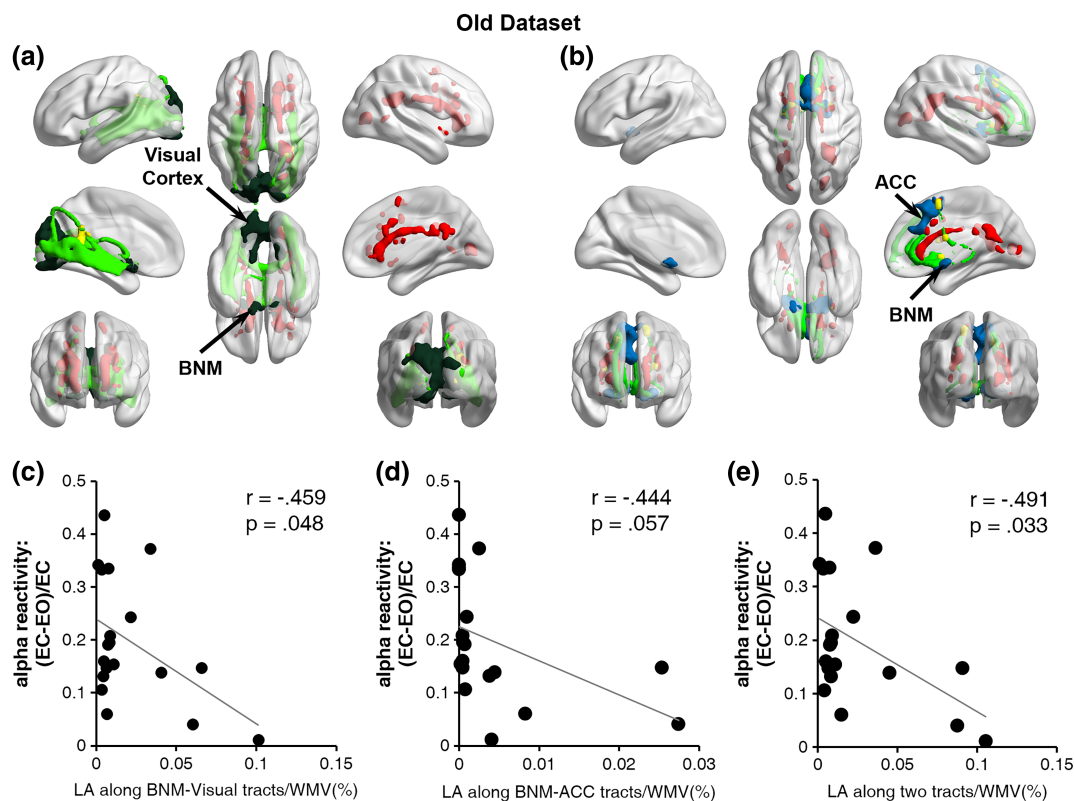 Old Dataset
(a)
(b)
Visual
Cortex
BNM
ACC
BNM
(c)
alpha reactivity:
(EC-EO)/EC
0.5
0.4
0.3
0.2
0.1
0
r = -.459
p = .048
0
0.05
0.1
0.15
LA along BNM-Visual tracts/WMV(%)
(d)
alpha reactivity:
(EC-EO)/EC
0.5
0.4
0.3
0.2
0.1
0
r = -.444
p = .057
0
0.01
0.02
0.03
LA along BNM-ACC tracts/WMV(%)
(e)
alpha reactivity:
(EC-EO)/EC
0.5
0.4
0.3
0.2
0.1
0
r = -.491
p = .033
0
0.05
0.1
0.15
LA along two tracts/WMV(%)